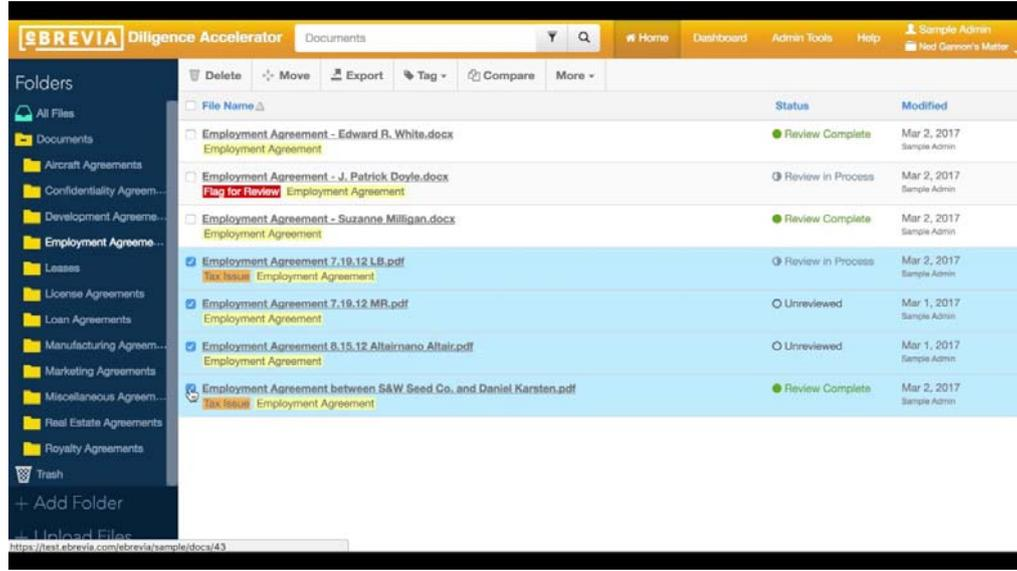 eBREVIA Diligence Accelerator Documents Home Dashboard Admin Tools Help Sample Admin
Ned Gannon's Matter
Folders
All Files
Documents
Aircraft Agreements
Confidentiality Agreem...
Development Agreeme...
Employment Agreeme...
Leases
License Agreements
Loan Agreements
Manufacturing Agreem...
Marketing Agreements
Miscellaneous Agreem...
Real Estate Agreements
Royalty Agreements
Trash
+ Add Folder
+ Upload Files
https://test.ebrevia.com/ebrevia/sample/docs/43
Delete Move Export Tag Compare More
File Name Status Modified
Employment Agreement - Edward R. White.docx Review Complete Mar 2, 2017
Employment Agreement Sample Admin
Employment Agreement - J. Patrick Doyle.docx Review in Process Mar 2, 2017
Flag for Review Employment Agreement Sample Admin
Employment Agreement - Suzanne Milligan.docx Review Complete Mar 2, 2017
Employment Agreement Sample Admin
Employment Agreement 7.19.12 LB.pdf Review in Process Mar 2, 2017
Tax Issue Employment Agreement Sample Admin
Employment Agreement 7.19.12 MR.pdf Unreviewed Mar 1, 2017
Employment Agreement Sample Admin
Employment Agreement 8.15.12 Altairnano Altair.pdf Unreviewed Mar 1, 2017
Employment Agreement Sample Admin
Employment Agreement between S&W Seed Co. and Daniel Karsten.pdf Review Complete Mar 2, 2017
Tax Issue Employment Agreement Sample Admin